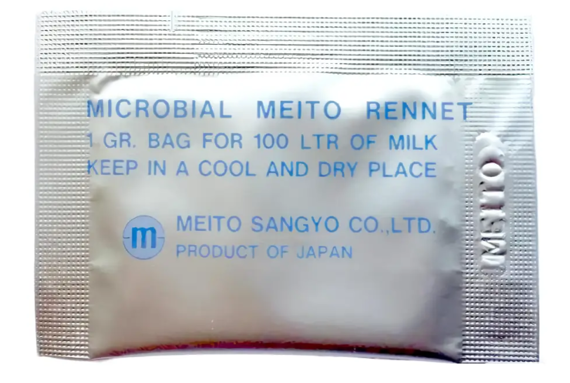 MICROBIAL MEITO RENNET
1 GR. BAG FOR 100 LTR OF MILK
KEEP IN A COOL AND DRY PLACE
m
MEITO SANGYO CO.,LTD.
PRODUCT OF JAPAN
MEITO